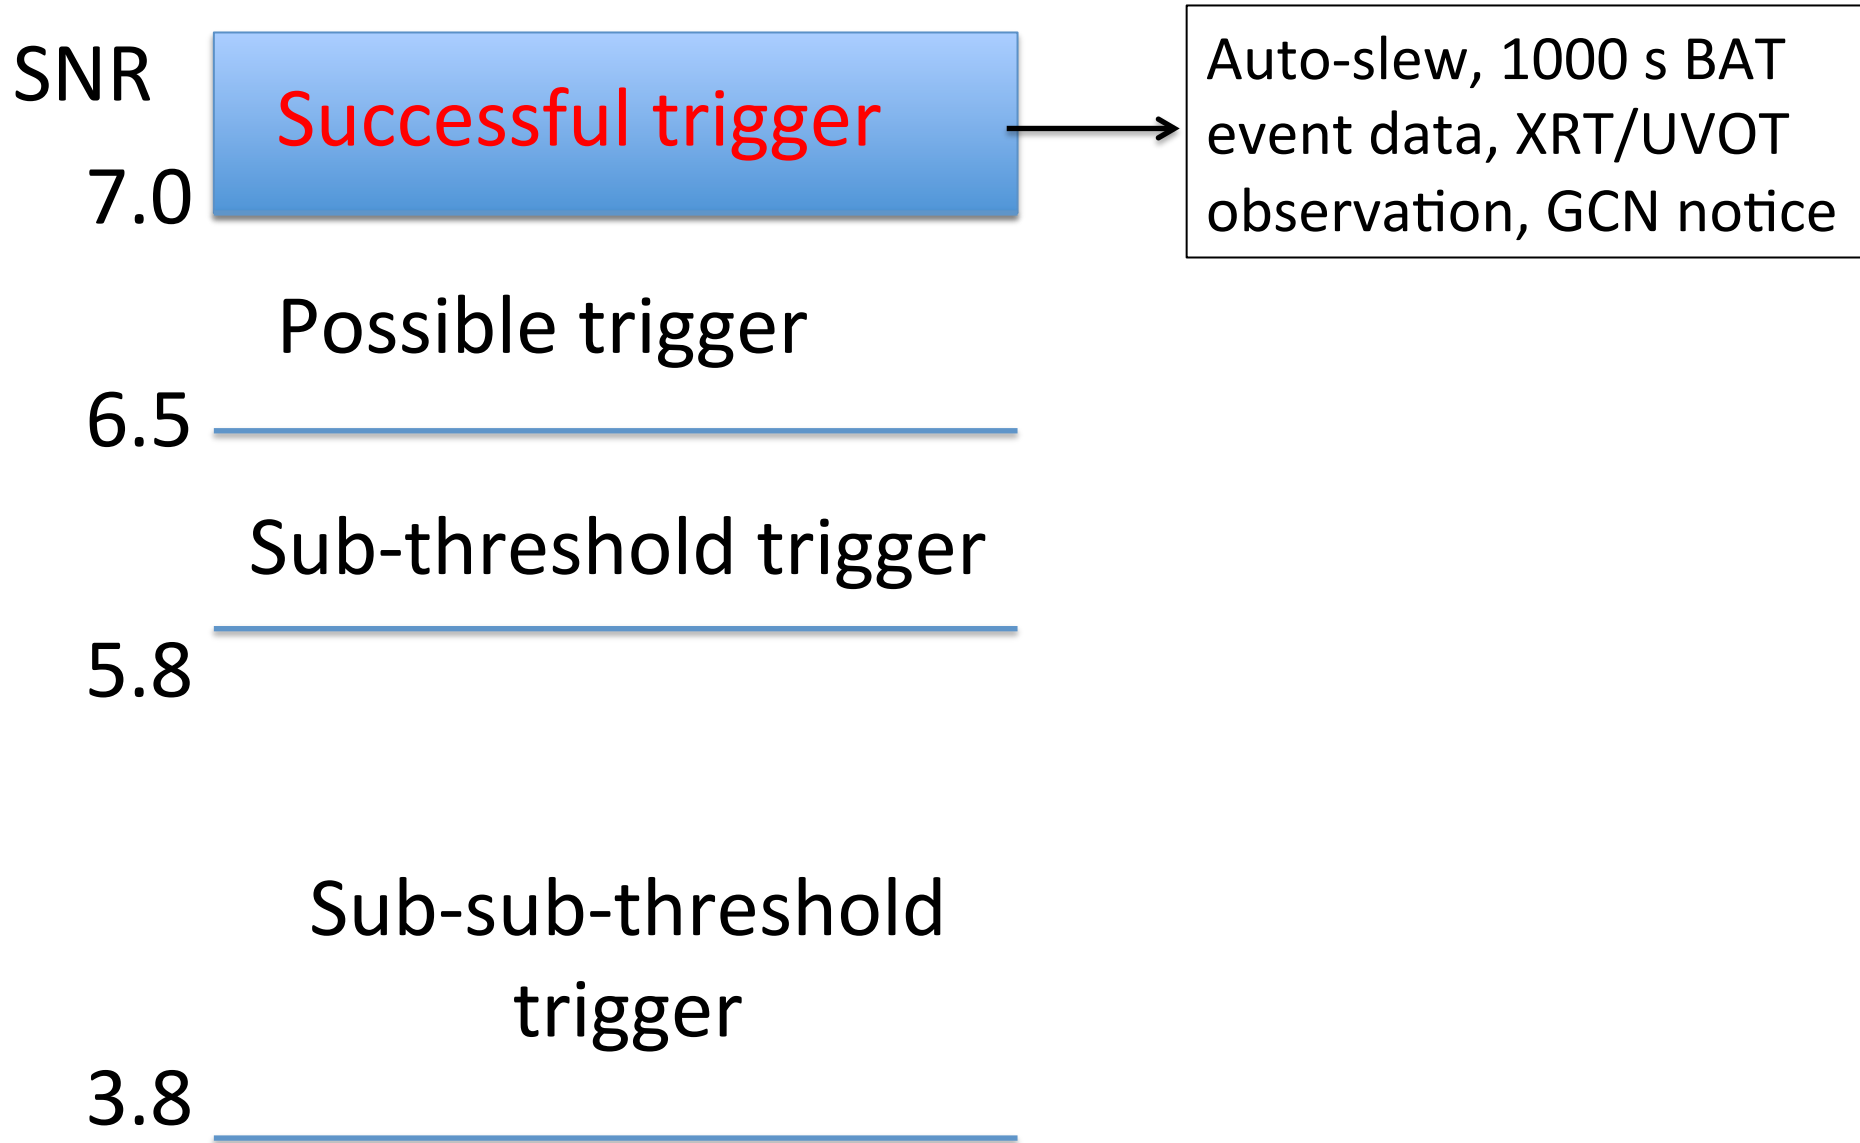 SNR
Successful trigger
Auto-slew, 1000 s BAT
event data, XRT/UVOT
observation, GCN notice
7.0
Possible trigger
6.5
Sub-threshold trigger
5.8
Sub-sub-threshold
trigger
3.8